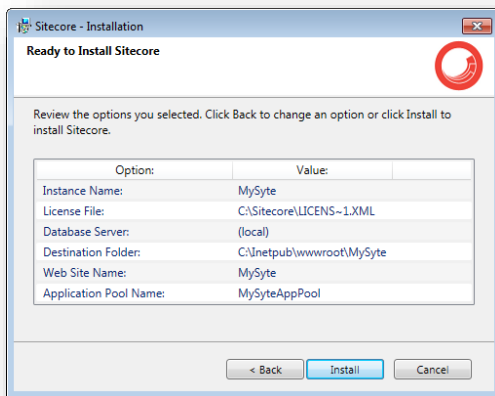 Sitecore - Installation
Ready to Install Sitecore
Review the options you selected. Click Back to change an option or click Install to
install Sitecore.
Option: Value:
Instance Name: MySyte
License File: C:\Sitecore\LICENS~1.XML
Database Server: (local)
Destination Folder: C:\Inetpub\wwwroot\MySyte
Web Site Name: MySyte
Application Pool Name: MySyteAppPool
< Back Install Cancel